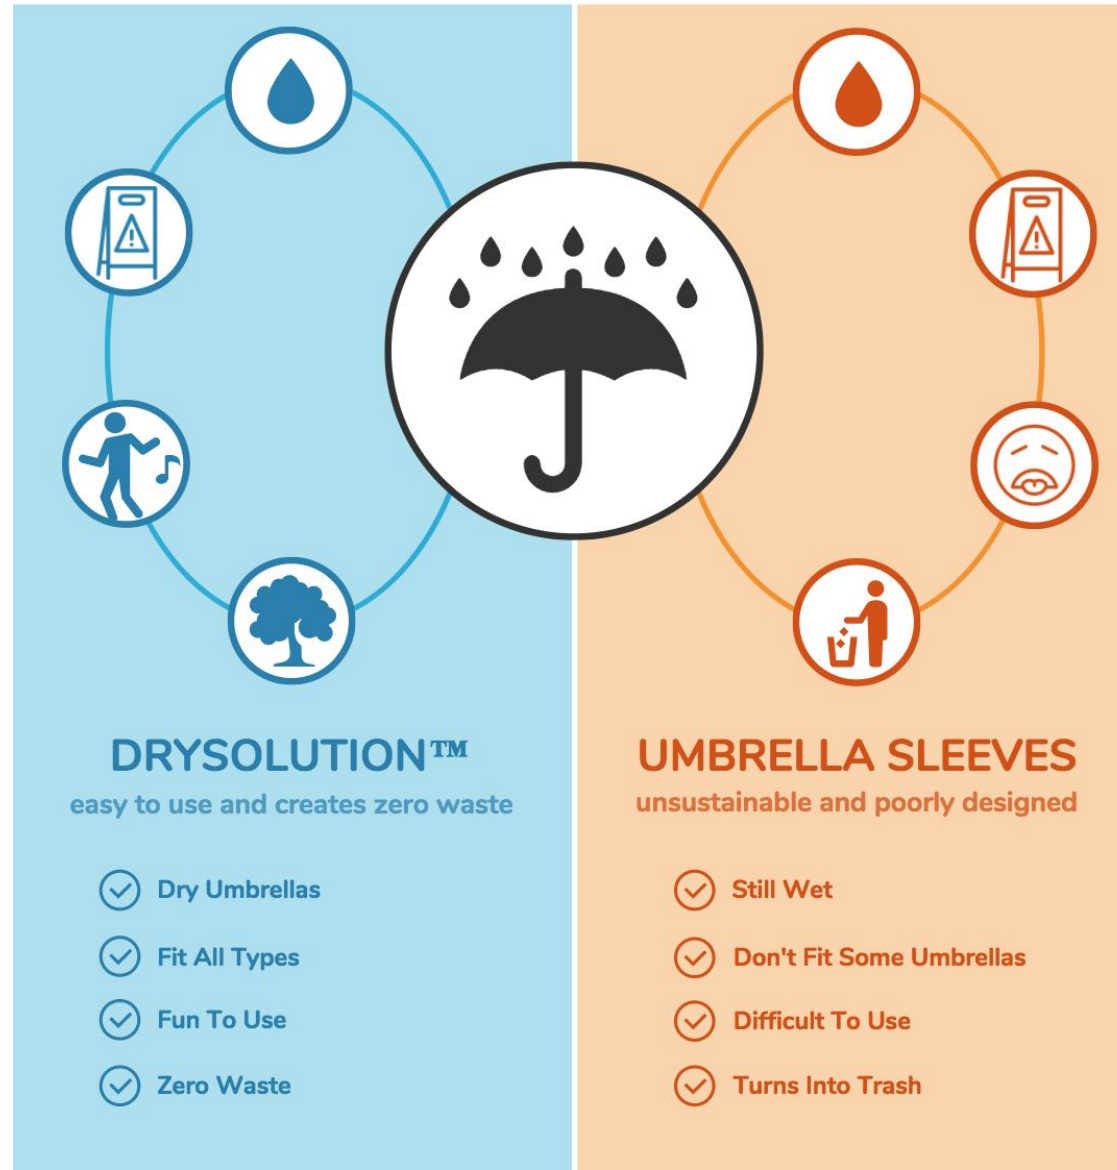 DRYSOLUTION™
easy to use and creates zero waste
Dry Umbrellas
Fit All Types
Fun To Use
Zero Waste
UMBRELLA SLEEVES
unsustainable and poorly designed
Still Wet
Don't Fit Some Umbrellas
Difficult To Use
Turns Into Trash